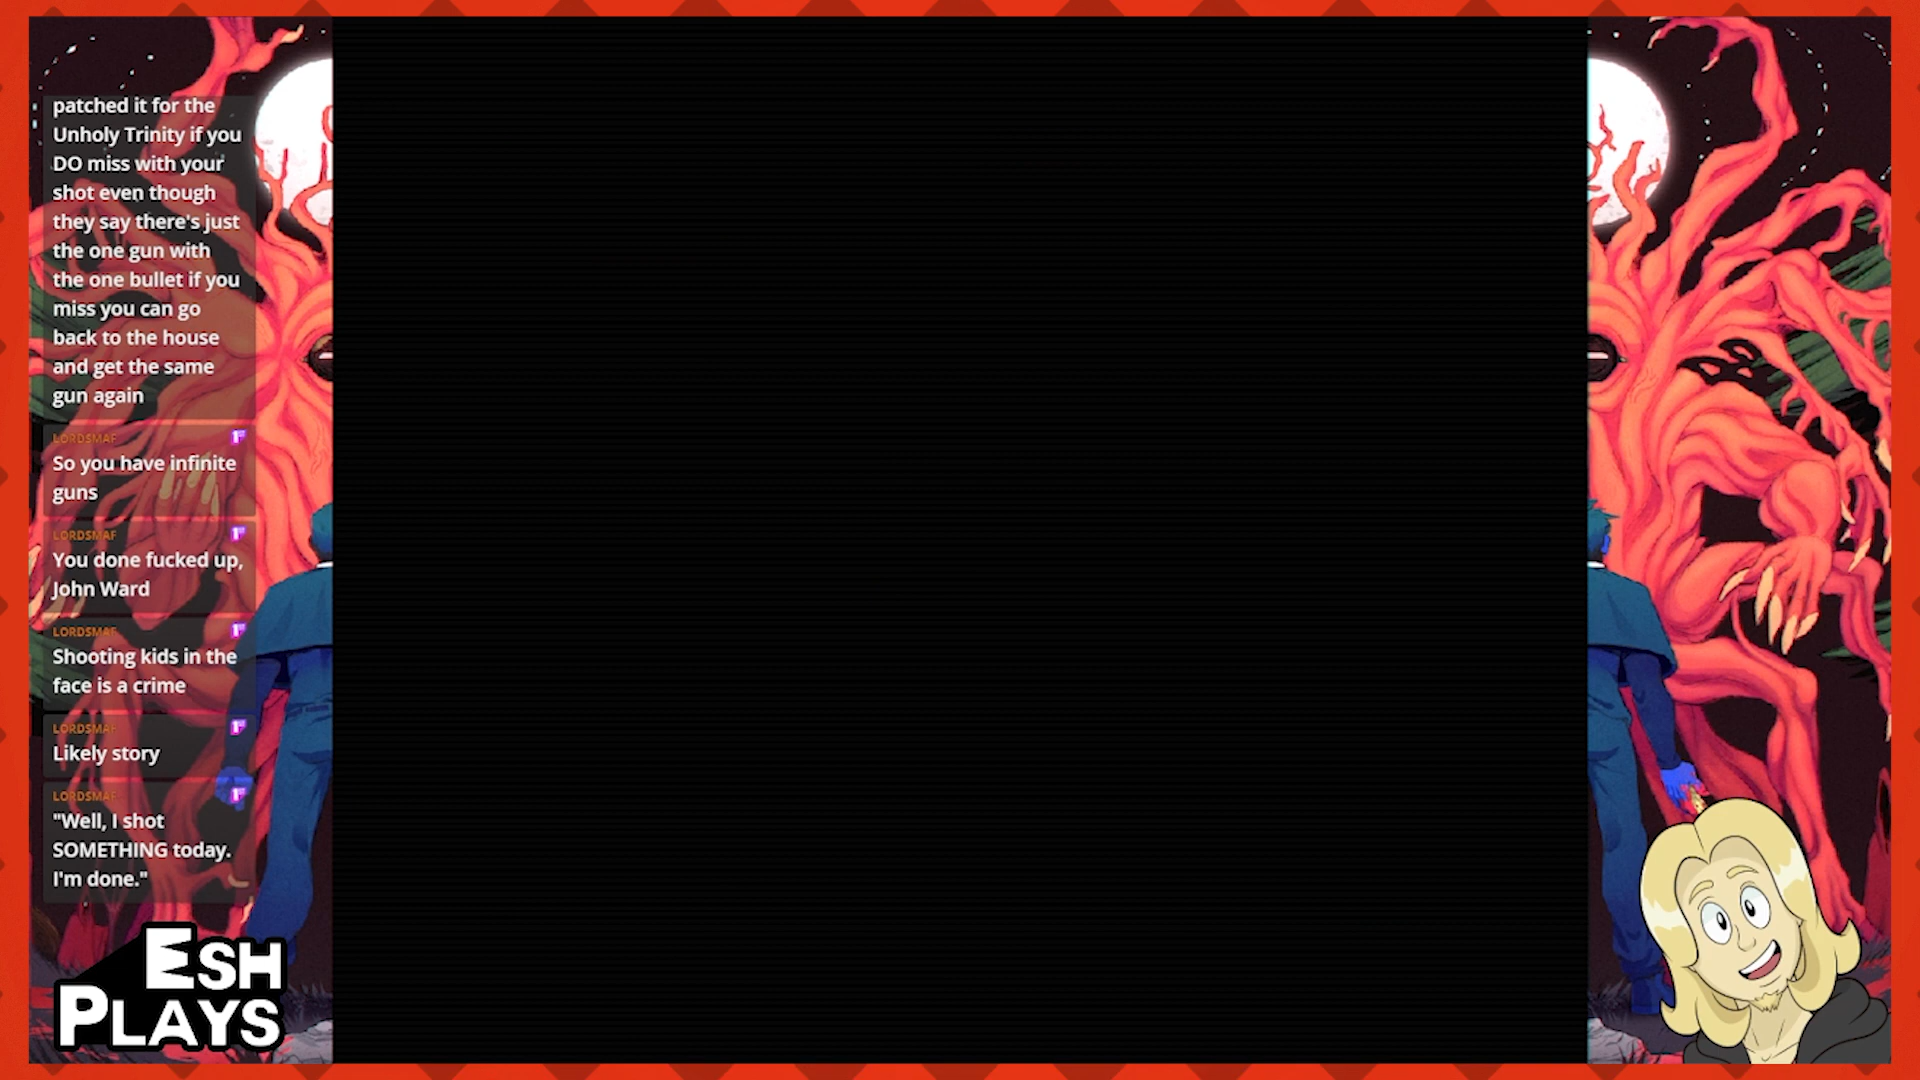 patched it for the
Unholy Trinity if you
DO miss with your
shot even though
they say there's just
the one gun with
the one bullet if you
miss you can go
back to the house
and get the same
gun again
LORDSMAF
So you have infinite
guns
LORDSMAF
You done fucked up,
John Ward
LORDSMAF
Shooting kids in the
face is a crime
LORDSMAF
Likely story
LORDSMAF
"Well, I shot
SOMETHING today.
I'm done."
ESH
PLAYS